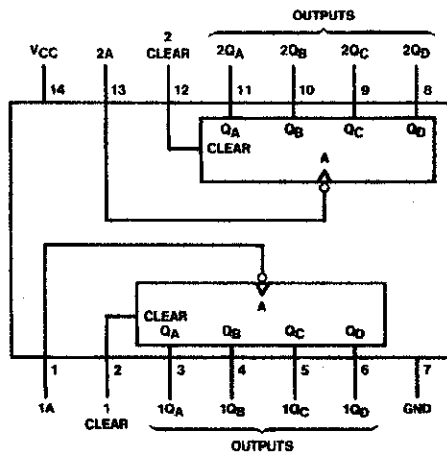 OUTPUTS
2
VCC 2A CLEAR 2QA 2QB 2QC 2QD
14 13 12 11 10 9 8
QA QB QC QD
CLEAR
A
A
CLEAR
QA QB QC QD
1 2 3 4 5 6 7
1A 1 1QA 1QB 1QC 1QD GND
CLEAR
OUTPUTS